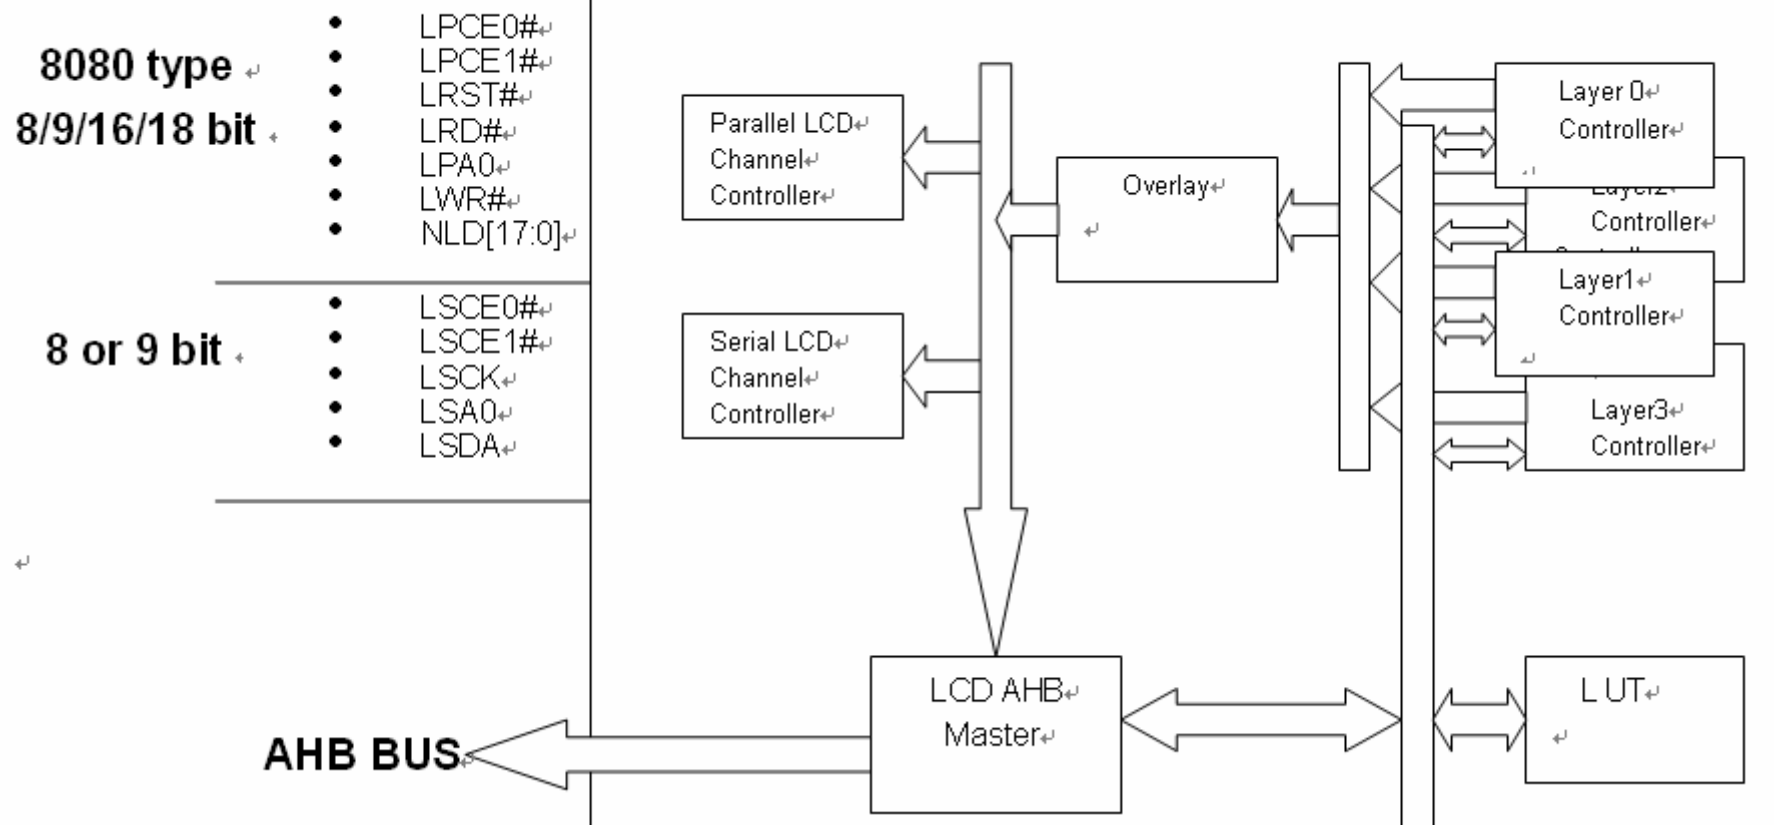 8080 type
8/9/16/18 bit
LPCE0#
LPCE1#
LRST#
LRD#
LPA0
LWR#
NLD[17:0]
8 or 9 bit
LSCE0#
LSCE1#
LSCK
LSA0
LSDA
Parallel LCD
Channel
Controller
Serial LCD
Channel
Controller
Overlay
Layer 0
Controller
Layer2
Controller
Layer1
Controller
Layer3
Controller
LCD AHB
Master
LUT
AHB BUS